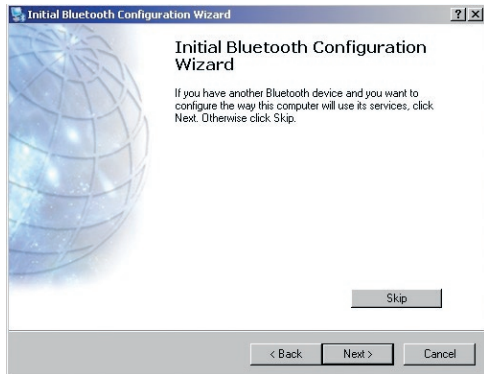 Initial Bluetooth Configuration Wizard
Initial Bluetooth Configuration
Wizard
If you have another Bluetooth device and you want to
configure the way this computer will use its services, click
Next. Otherwise click Skip.
Skip
< Back Next > Cancel